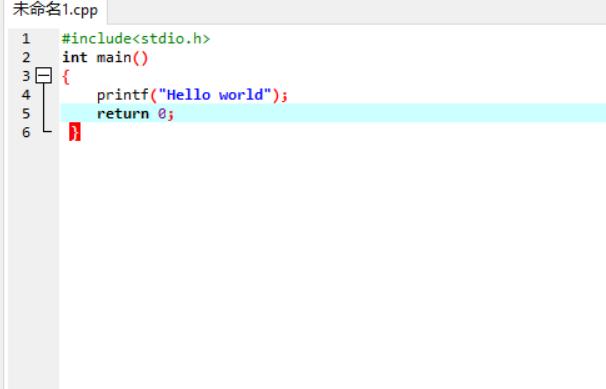 未命名1.cpp
1 #include<stdio.h>
2 int main()
3 {
4     printf("Hello world");
5     return 0;
6  }